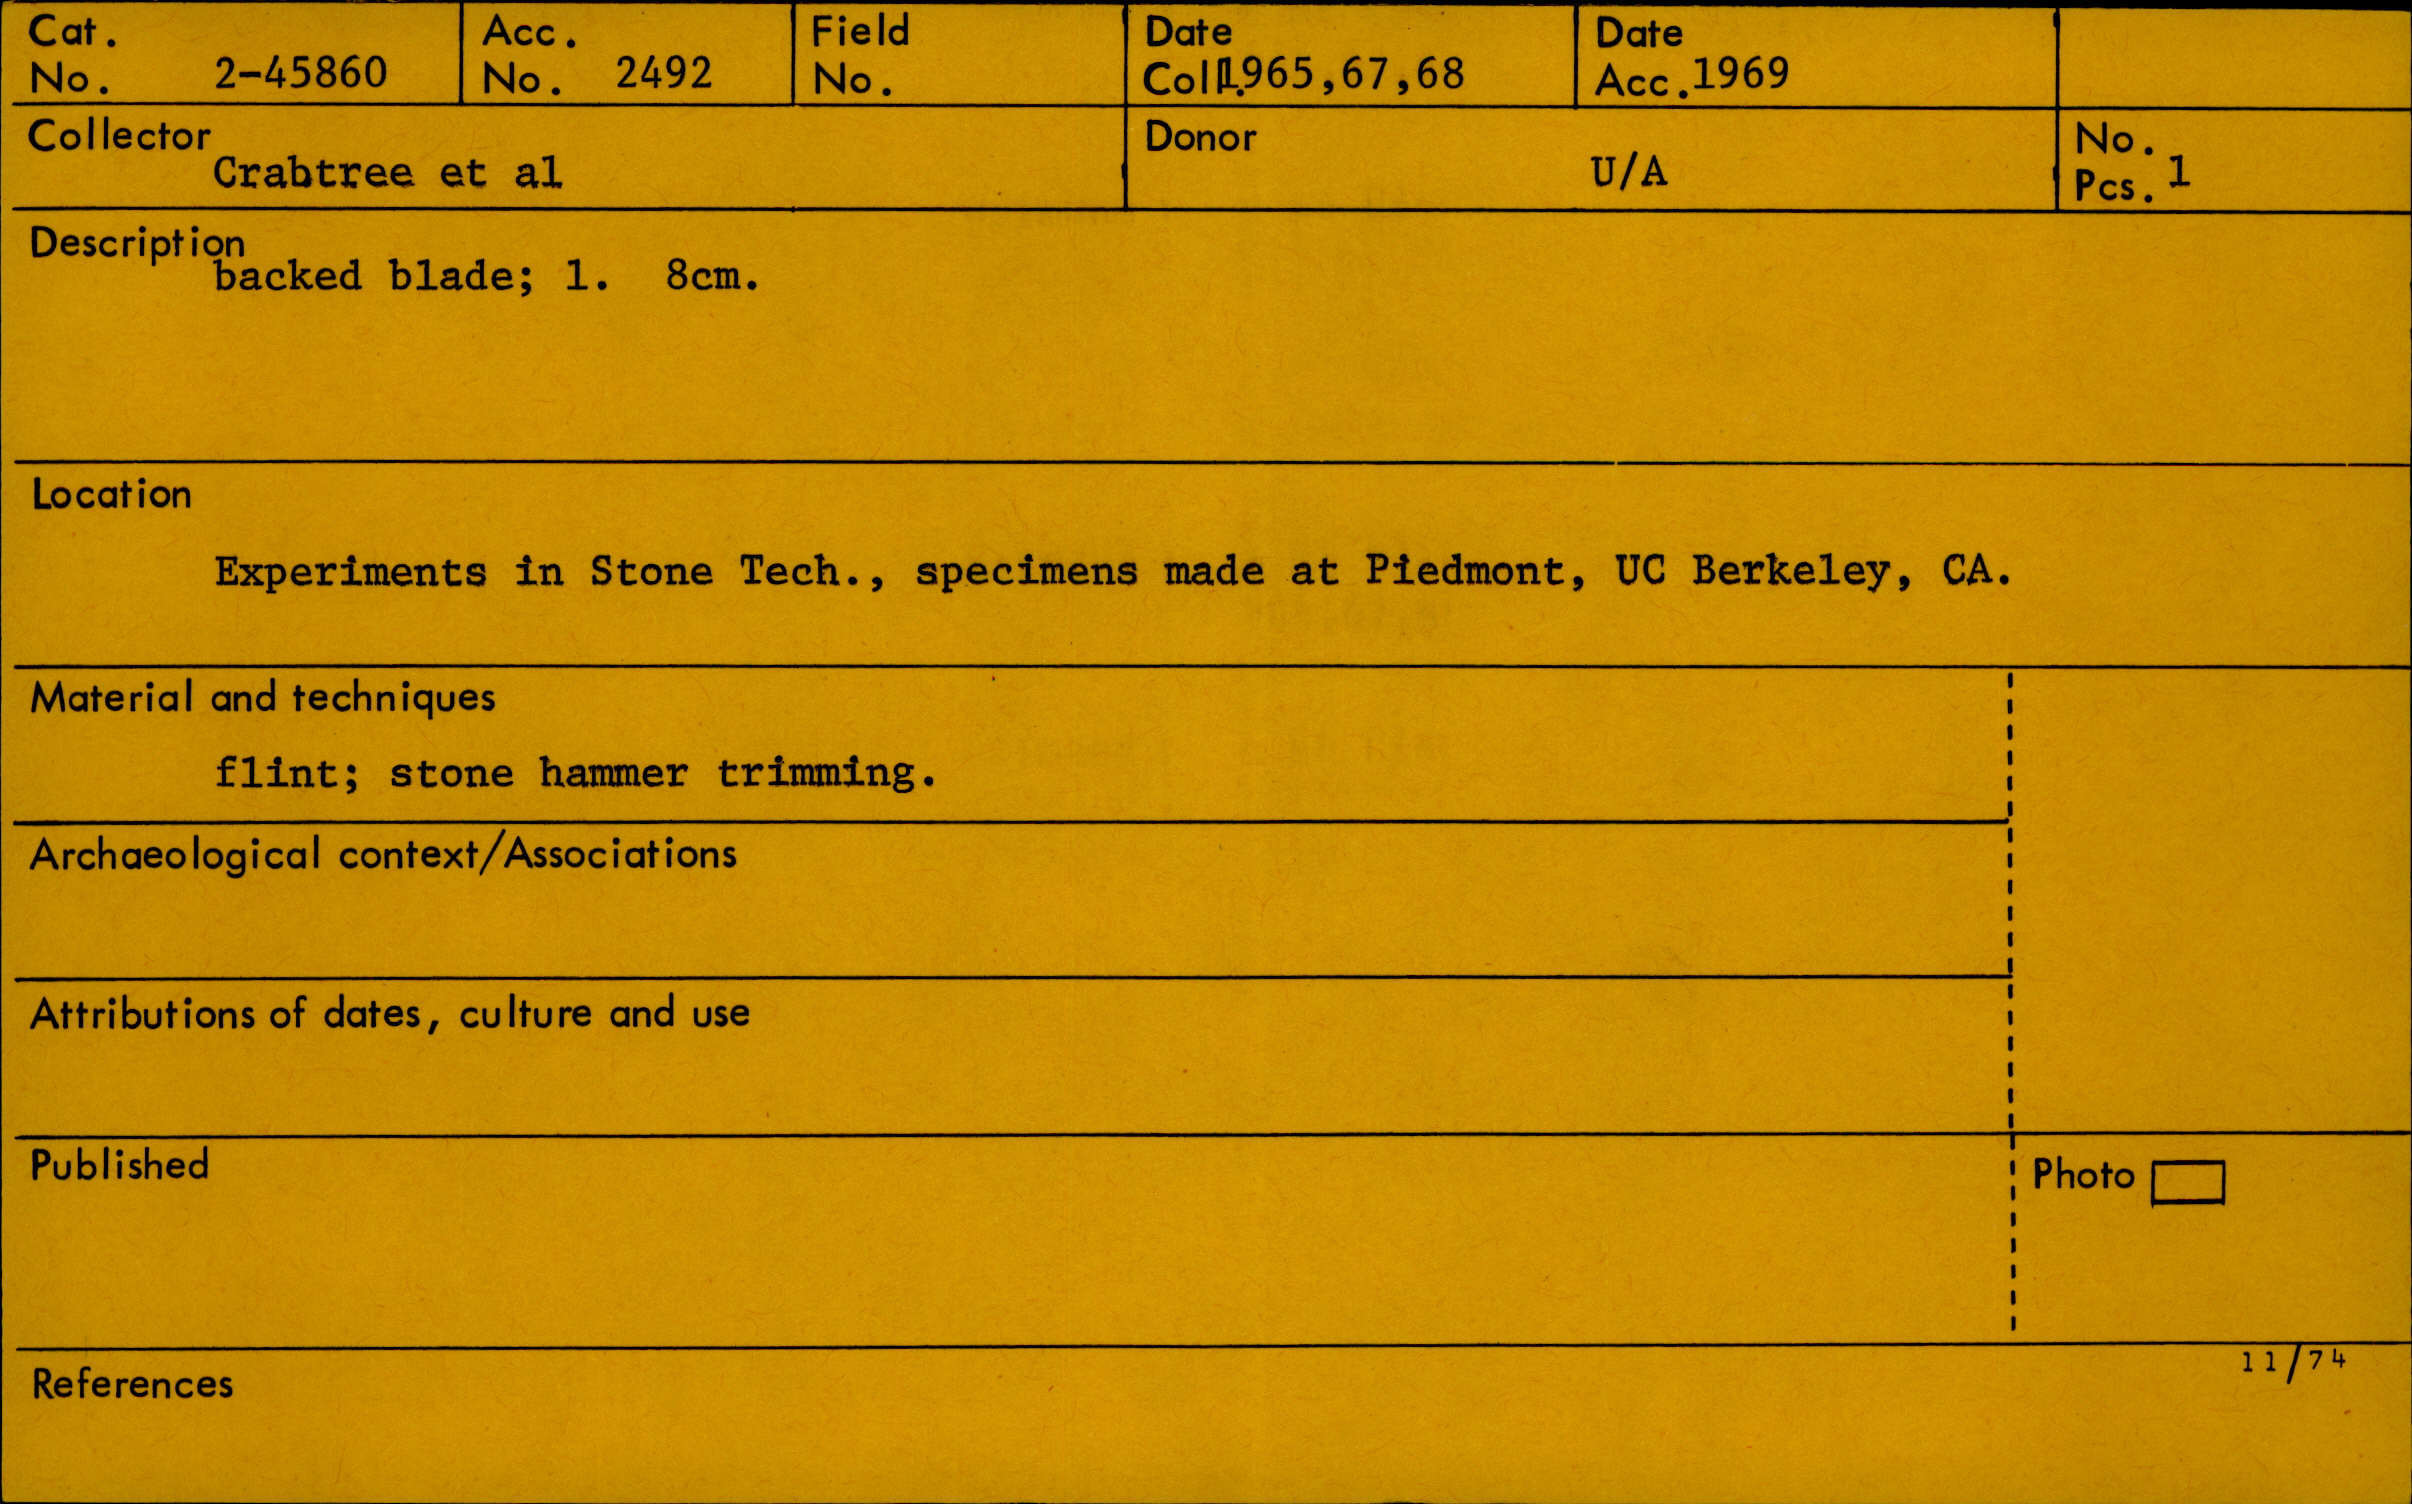 Cat. No. 2-45860
Acc. No. 2492
Field No.
Date Coll. 1965,67,68
Date Acc. 1969
Collector
Crabtree et al
Donor
U/A
No. Pcs. 1
Description
backed blade; l. 8cm.
Location
Experiments in Stone Tech., specimens made at Piedmont, UC Berkeley, CA.
Material and techniques
flint; stone hammer trimming.
Archaeological context/Associations
Attributions of dates, culture and use
Published
Photo
11/74
References